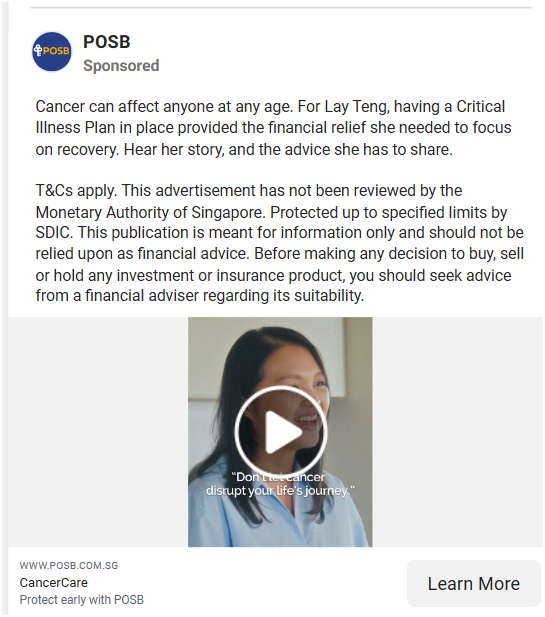 POSB
POSB
Sponsored
Cancer can affect anyone at any age. For Lay Teng, having a Critical
Illness Plan in place provided the financial relief she needed to focus
on recovery. Hear her story, and the advice she has to share.
T&Cs apply. This advertisement has not been reviewed by the
Monetary Authority of Singapore. Protected up to specified limits by
SDIC. This publication is meant for information only and should not be
relied upon as financial advice. Before making any decision to buy, sell
or hold any investment or insurance product, you should seek advice
from a financial adviser regarding its suitability.
“Don't let cancer
disrupt your life's journey.”
WWW.POSB.COM.SG
CancerCare
Protect early with POSB
Learn More